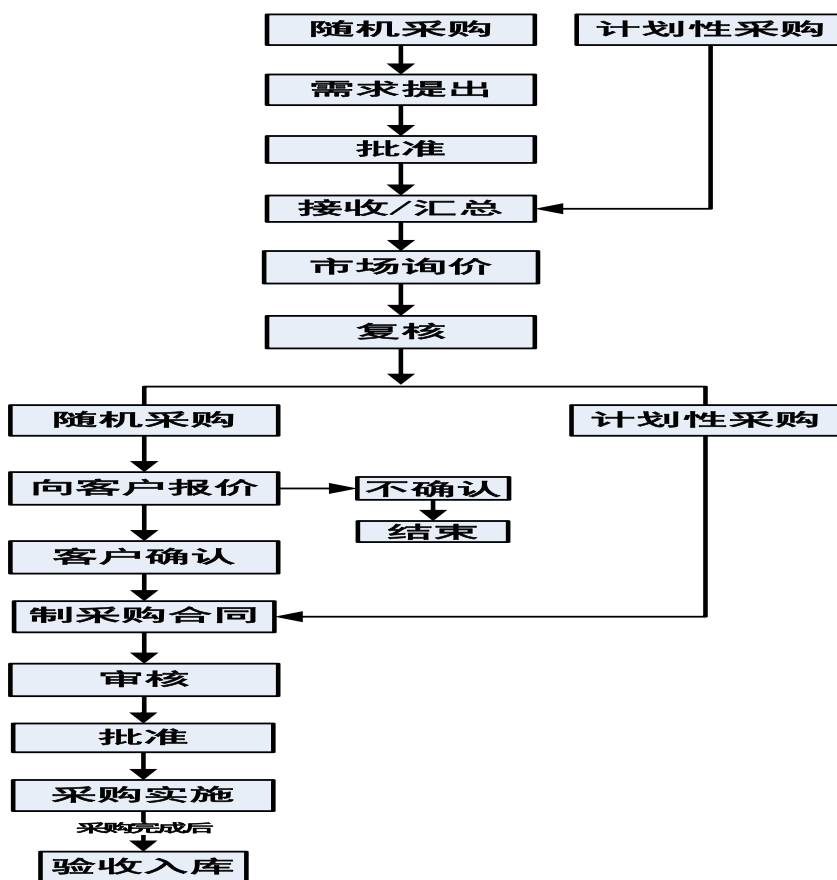 随机采购
计划性采购
需求提出
批准
接收/汇总
市场询价
复核
随机采购
计划性采购
向客户报价
不确认
结束
客户确认
制采购合同
审核
批准
采购实施
采购完成后
验收入库